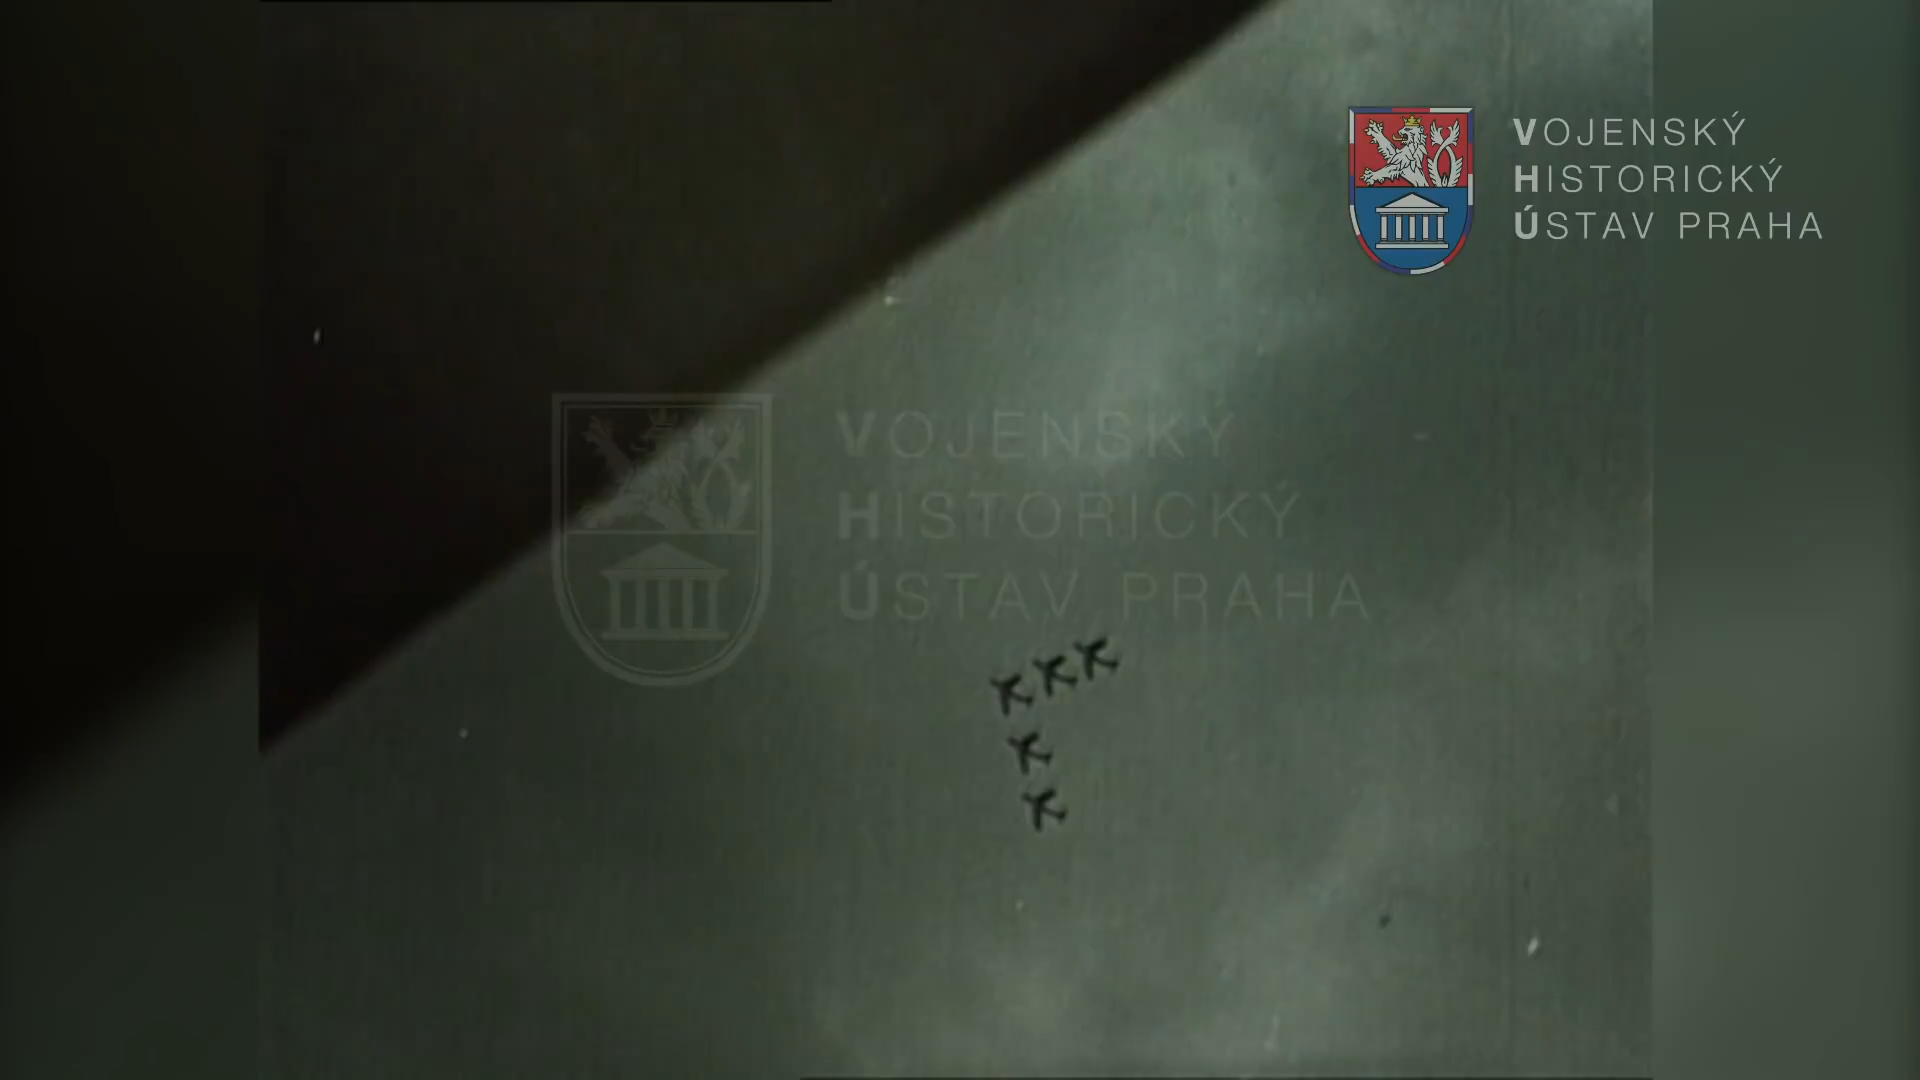 VOJENSKÝ
HISTORICKÝ
ÚSTAV PRAHA
VOJENSKÝ
HISTORICKÝ
ÚSTAV PRAHA